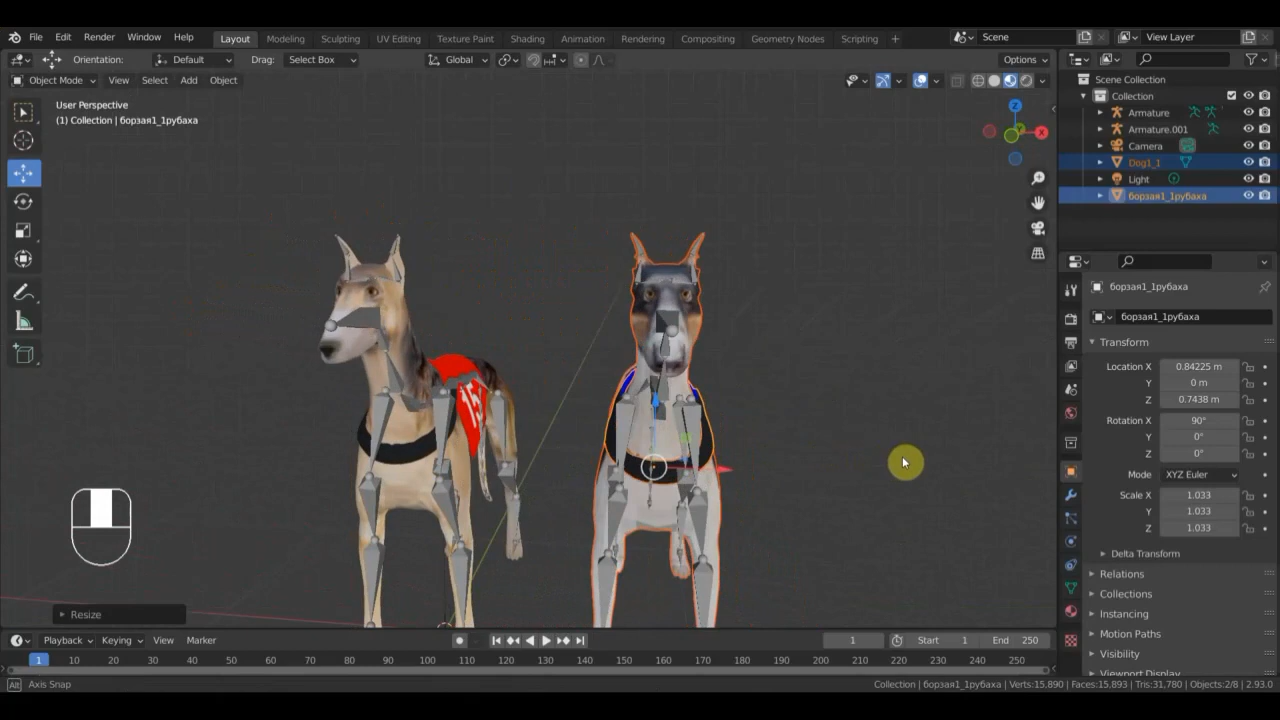 File Edit Render Window Help Layout Modeling Sculpting UV Editing Texture Paint Shading Animation Rendering Compositing Geometry Nodes Scripting + Scene View Layer
Orientation: Default Drag: Select Box Global Options
Object Mode View Select Add Object
User Perspective
(1) Collection | борзая1_1рубаха
Z
X
Y
15
Resize
Scene Collection
Collection
Armature
Armature.001
Camera
Dog1_1
Light
борзая1_1рубаха
борзая1_1рубаха
борзая1_1рубаха
Transform
Location X 0.84225 m
Y 0 m
Z 0.7438 m
Rotation X 90°
Y 0°
Z 0°
Mode XYZ Euler
Scale X 1.033
Y 1.033
Z 1.033
Delta Transform
Relations
Collections
Instancing
Motion Paths
Visibility
Viewport Display
Playback Keying View Marker 1 Start 1 End 250
1 10 20 30 40 50 60 70 80 90 100 110 120 130 140 150 160 170 180 190 200 210 220 230 240 250
Alt Axis Snap Collection | борзая1_1рубаха | Verts:15.890 | Faces:15.893 | Tris:31,780 | Objects:2/8 | 2.93.0